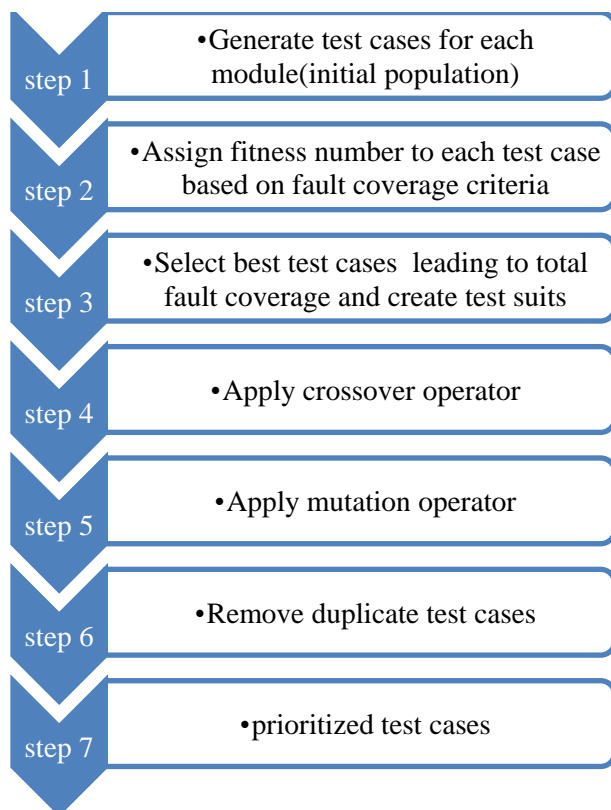 step 1
•Generate test cases for each
module(initial population)
step 2
•Assign fitness number to each test case
based on fault coverage criteria
step 3
•Select best test cases leading to total
fault coverage and create test suits
step 4
•Apply crossover operator
step 5
•Apply mutation operator
step 6
•Remove duplicate test cases
step 7
•prioritized test cases